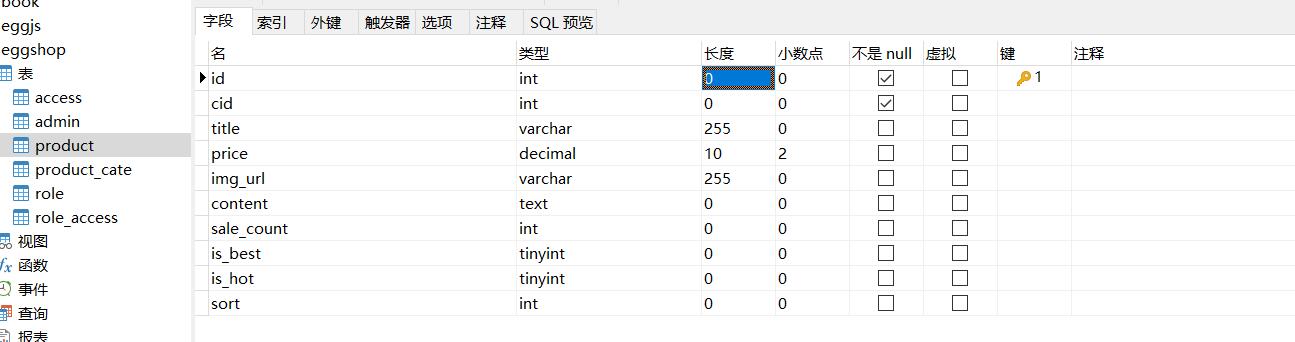 book
eggjs
eggshop
表
access
admin
product
product_cate
role
role_access
视图
fx 函数
事件
查询
报表
字段 索引 外键 触发器 选项 注释 SQL 预览
名 类型 长度 小数点 不是 null 虚拟 键 注释
id int 0 0 1
cid int 0 0
title varchar 255 0
price decimal 10 2
img_url varchar 255 0
content text 0 0
sale_count int 0 0
is_best tinyint 0 0
is_hot tinyint 0 0
sort int 0 0